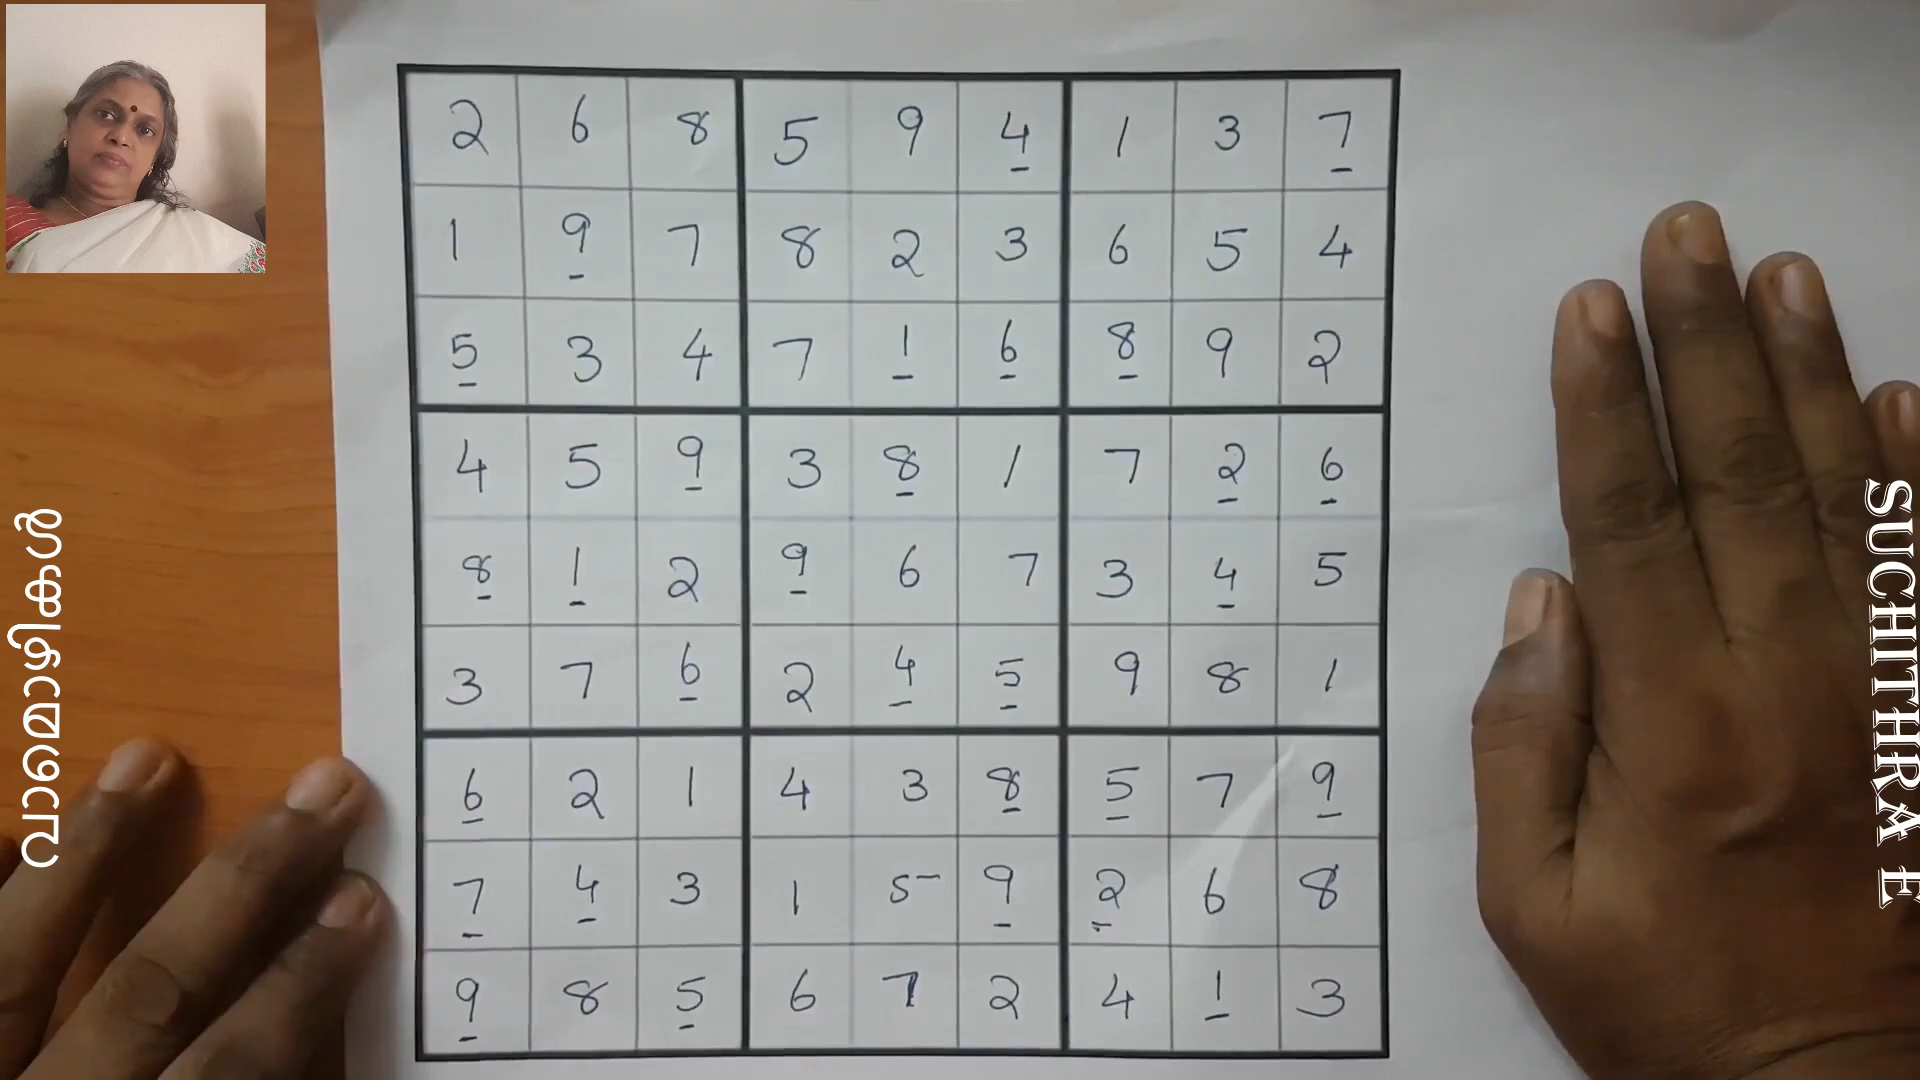 2 6 8 5 9 4 1 3 7
1 9 7 8 2 3 6 5 4
5 3 4 7 1 6 8 9 2
4 5 9 3 8 1 7 2 6
8 1 2 9 6 7 3 4 5
3 7 6 2 4 5 9 8 1
6 2 1 4 3 8 5 7 9
7 4 3 1 5 9 2 6 8
9 8 5 6 7 2 4 1 3
വാങ്മൊഴികൾ
SUCHITHRA E